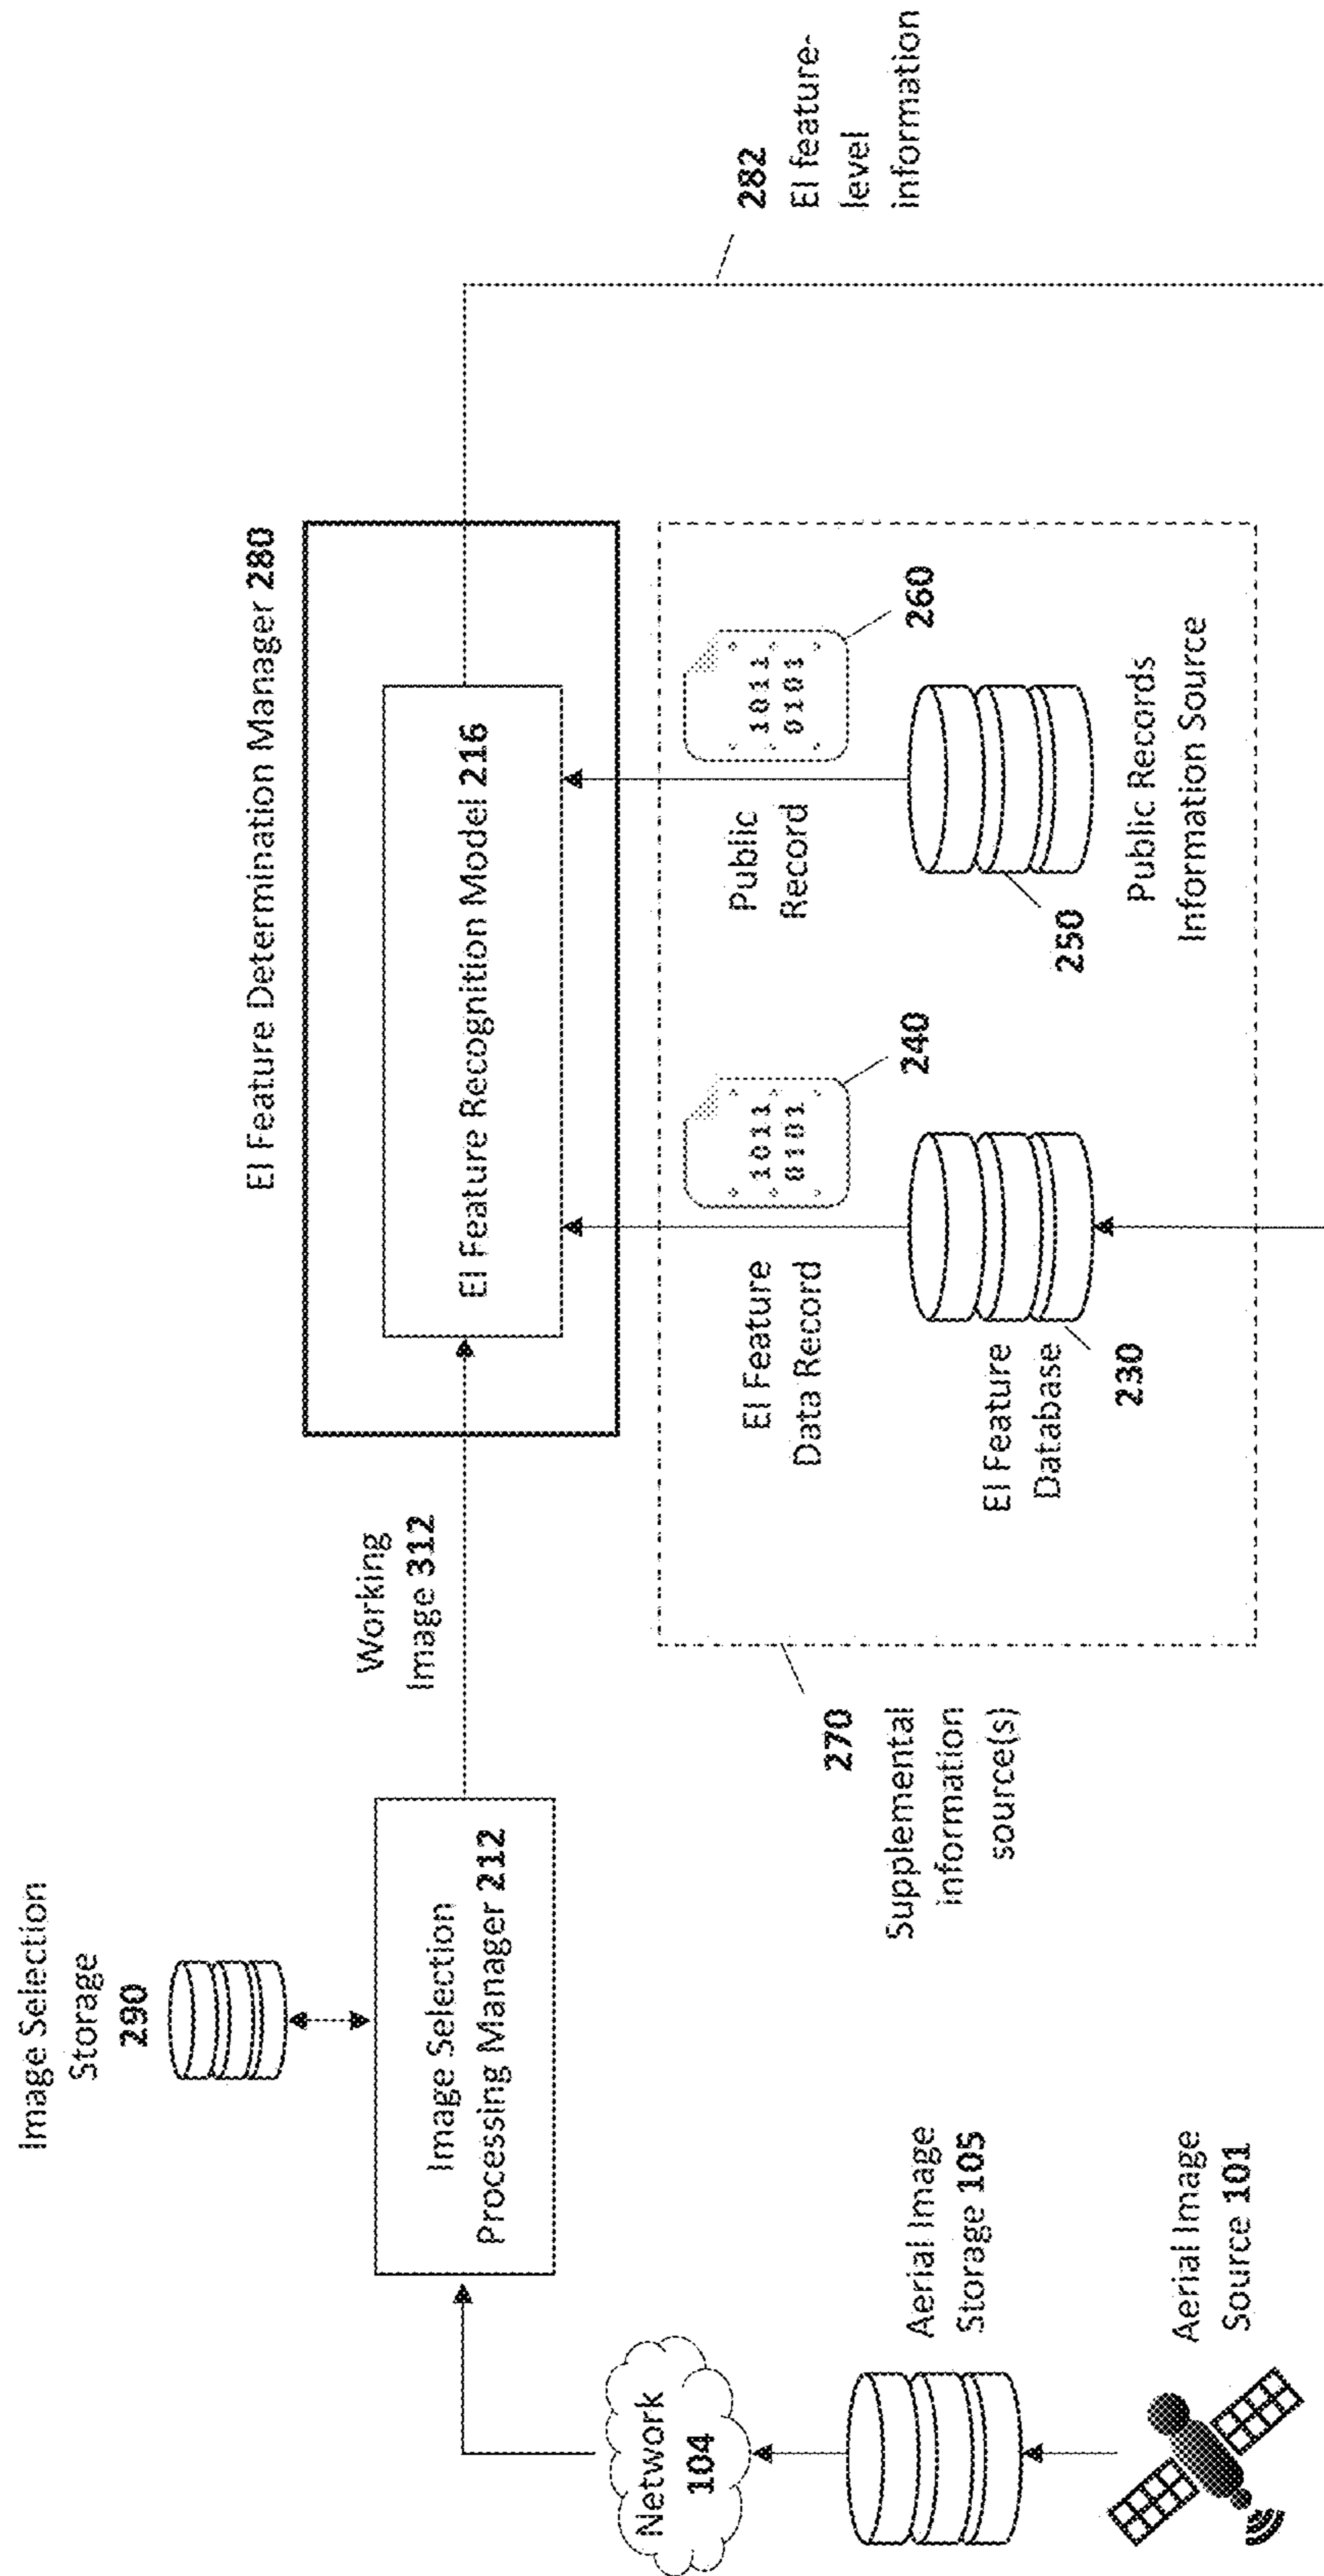 Image Selection
Storage
290
Image Selection
Processing Manager 212
Network
104
Aerial Image
Storage 105
Aerial Image
Source 101
Working
Image 312
EI Feature Determination Manager 280
EI Feature Recognition Model 216
282
EI feature-
level
information
270
Supplemental
information
source(s)
EI Feature
Data Record
1011
0101
240
EI Feature
Database
230
Public
Record
1011
0101
260
250
Public Records
Information Source